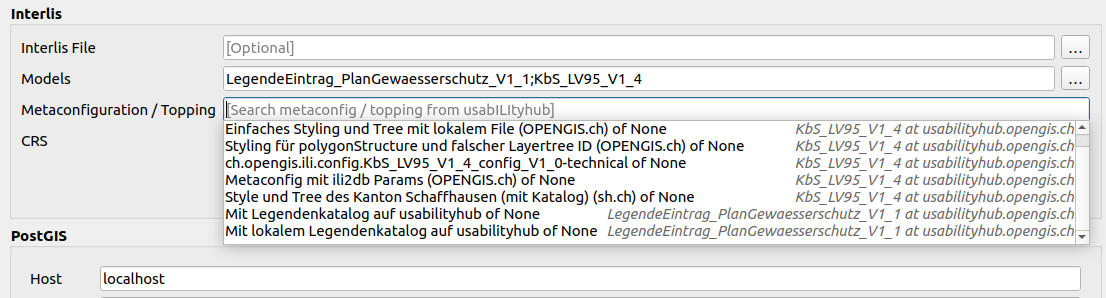 Interlis
Interlis File [Optional] ...
Models LegendeEintrag_PlanGewaesserschutz_V1_1;KbS_LV95_V1_4 ...
Metaconfiguration / Topping [Search metaconfig / topping from usabILItyhub]
CRS
Einfaches Styling und Tree mit lokalem File (OPENGIS.ch) of None KbS_LV95_V1_4 at usabilityhub.opengis.ch
Styling für polygonStructure und falscher Layertree ID (OPENGIS.ch) of None KbS_LV95_V1_4 at usabilityhub.opengis.ch
ch.opengis.ili.config.KbS_LV95_V1_4_config_V1_0-technical of None KbS_LV95_V1_4 at usabilityhub.opengis.ch
Metaconfig mit ili2db Params (OPENGIS.ch) of None KbS_LV95_V1_4 at usabilityhub.opengis.ch
Style und Tree des Kanton Schaffhausen (mit Katalog) (sh.ch) of None KbS_LV95_V1_4 at usabilityhub.opengis.ch
Mit Legendenkatalog auf usabilityhub of None LegendeEintrag_PlanGewaesserschutz_V1_1 at usabilityhub.opengis.ch
Mit lokalem Legendenkatalog auf usabilityhub of None LegendeEintrag_PlanGewaesserschutz_V1_1 at usabilityhub.opengis.ch
PostGIS
Host localhost